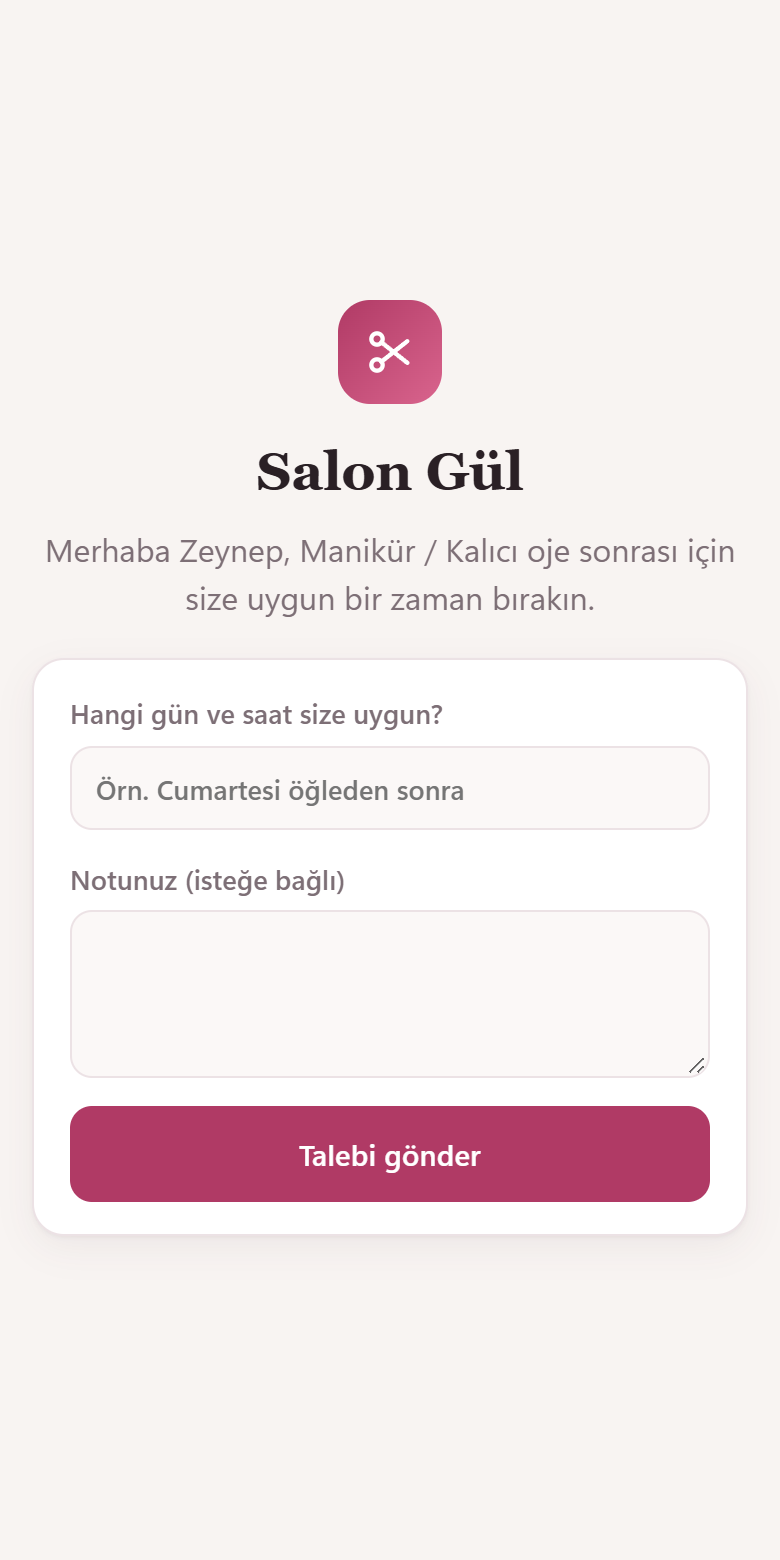 Salon Gül
Merhaba Zeynep, Manikür / Kalıcı oje sonrası için
size uygun bir zaman bırakın.
Hangi gün ve saat size uygun?
Örn. Cumartesi öğleden sonra
Notunuz (isteğe bağlı)
Talebi gönder